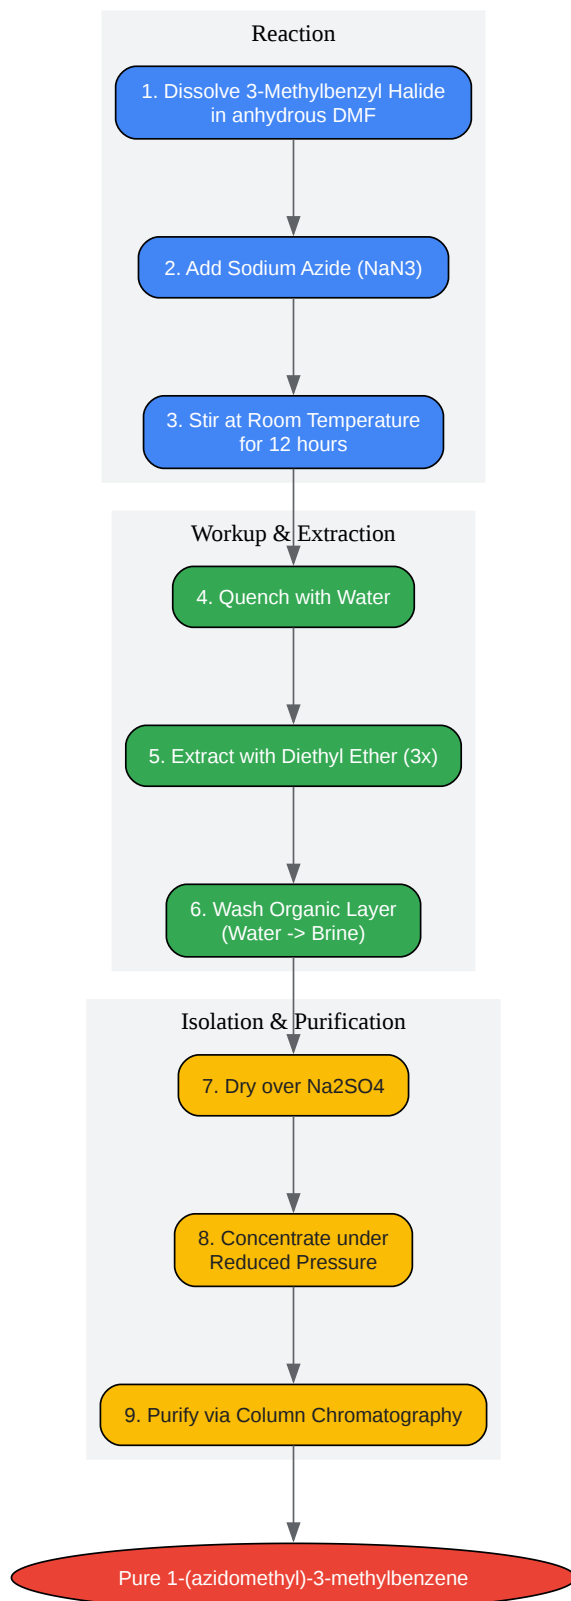 Reaction
1. Dissolve 3-Methylbenzyl Halide
in anhydrous DMF
2. Add Sodium Azide (NaN3)
3. Stir at Room Temperature
for 12 hours
Workup & Extraction
4. Quench with Water
5. Extract with Diethyl Ether (3x)
6. Wash Organic Layer
(Water -> Brine)
Isolation & Purification
7. Dry over Na2SO4
8. Concentrate under
Reduced Pressure
9. Purify via Column Chromatography
Pure 1-(azidomethyl)-3-methylbenzene